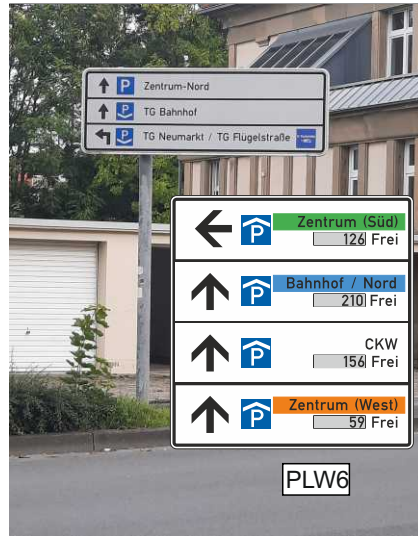 P Zentrum-Nord
P TG Bahnhof
P TG Neumarkt / TG Flügelstraße
P Zentrum (Süd)
126 Frei
P Bahnhof / Nord
210 Frei
P CKW
156 Frei
P Zentrum (West)
59 Frei
PLW6